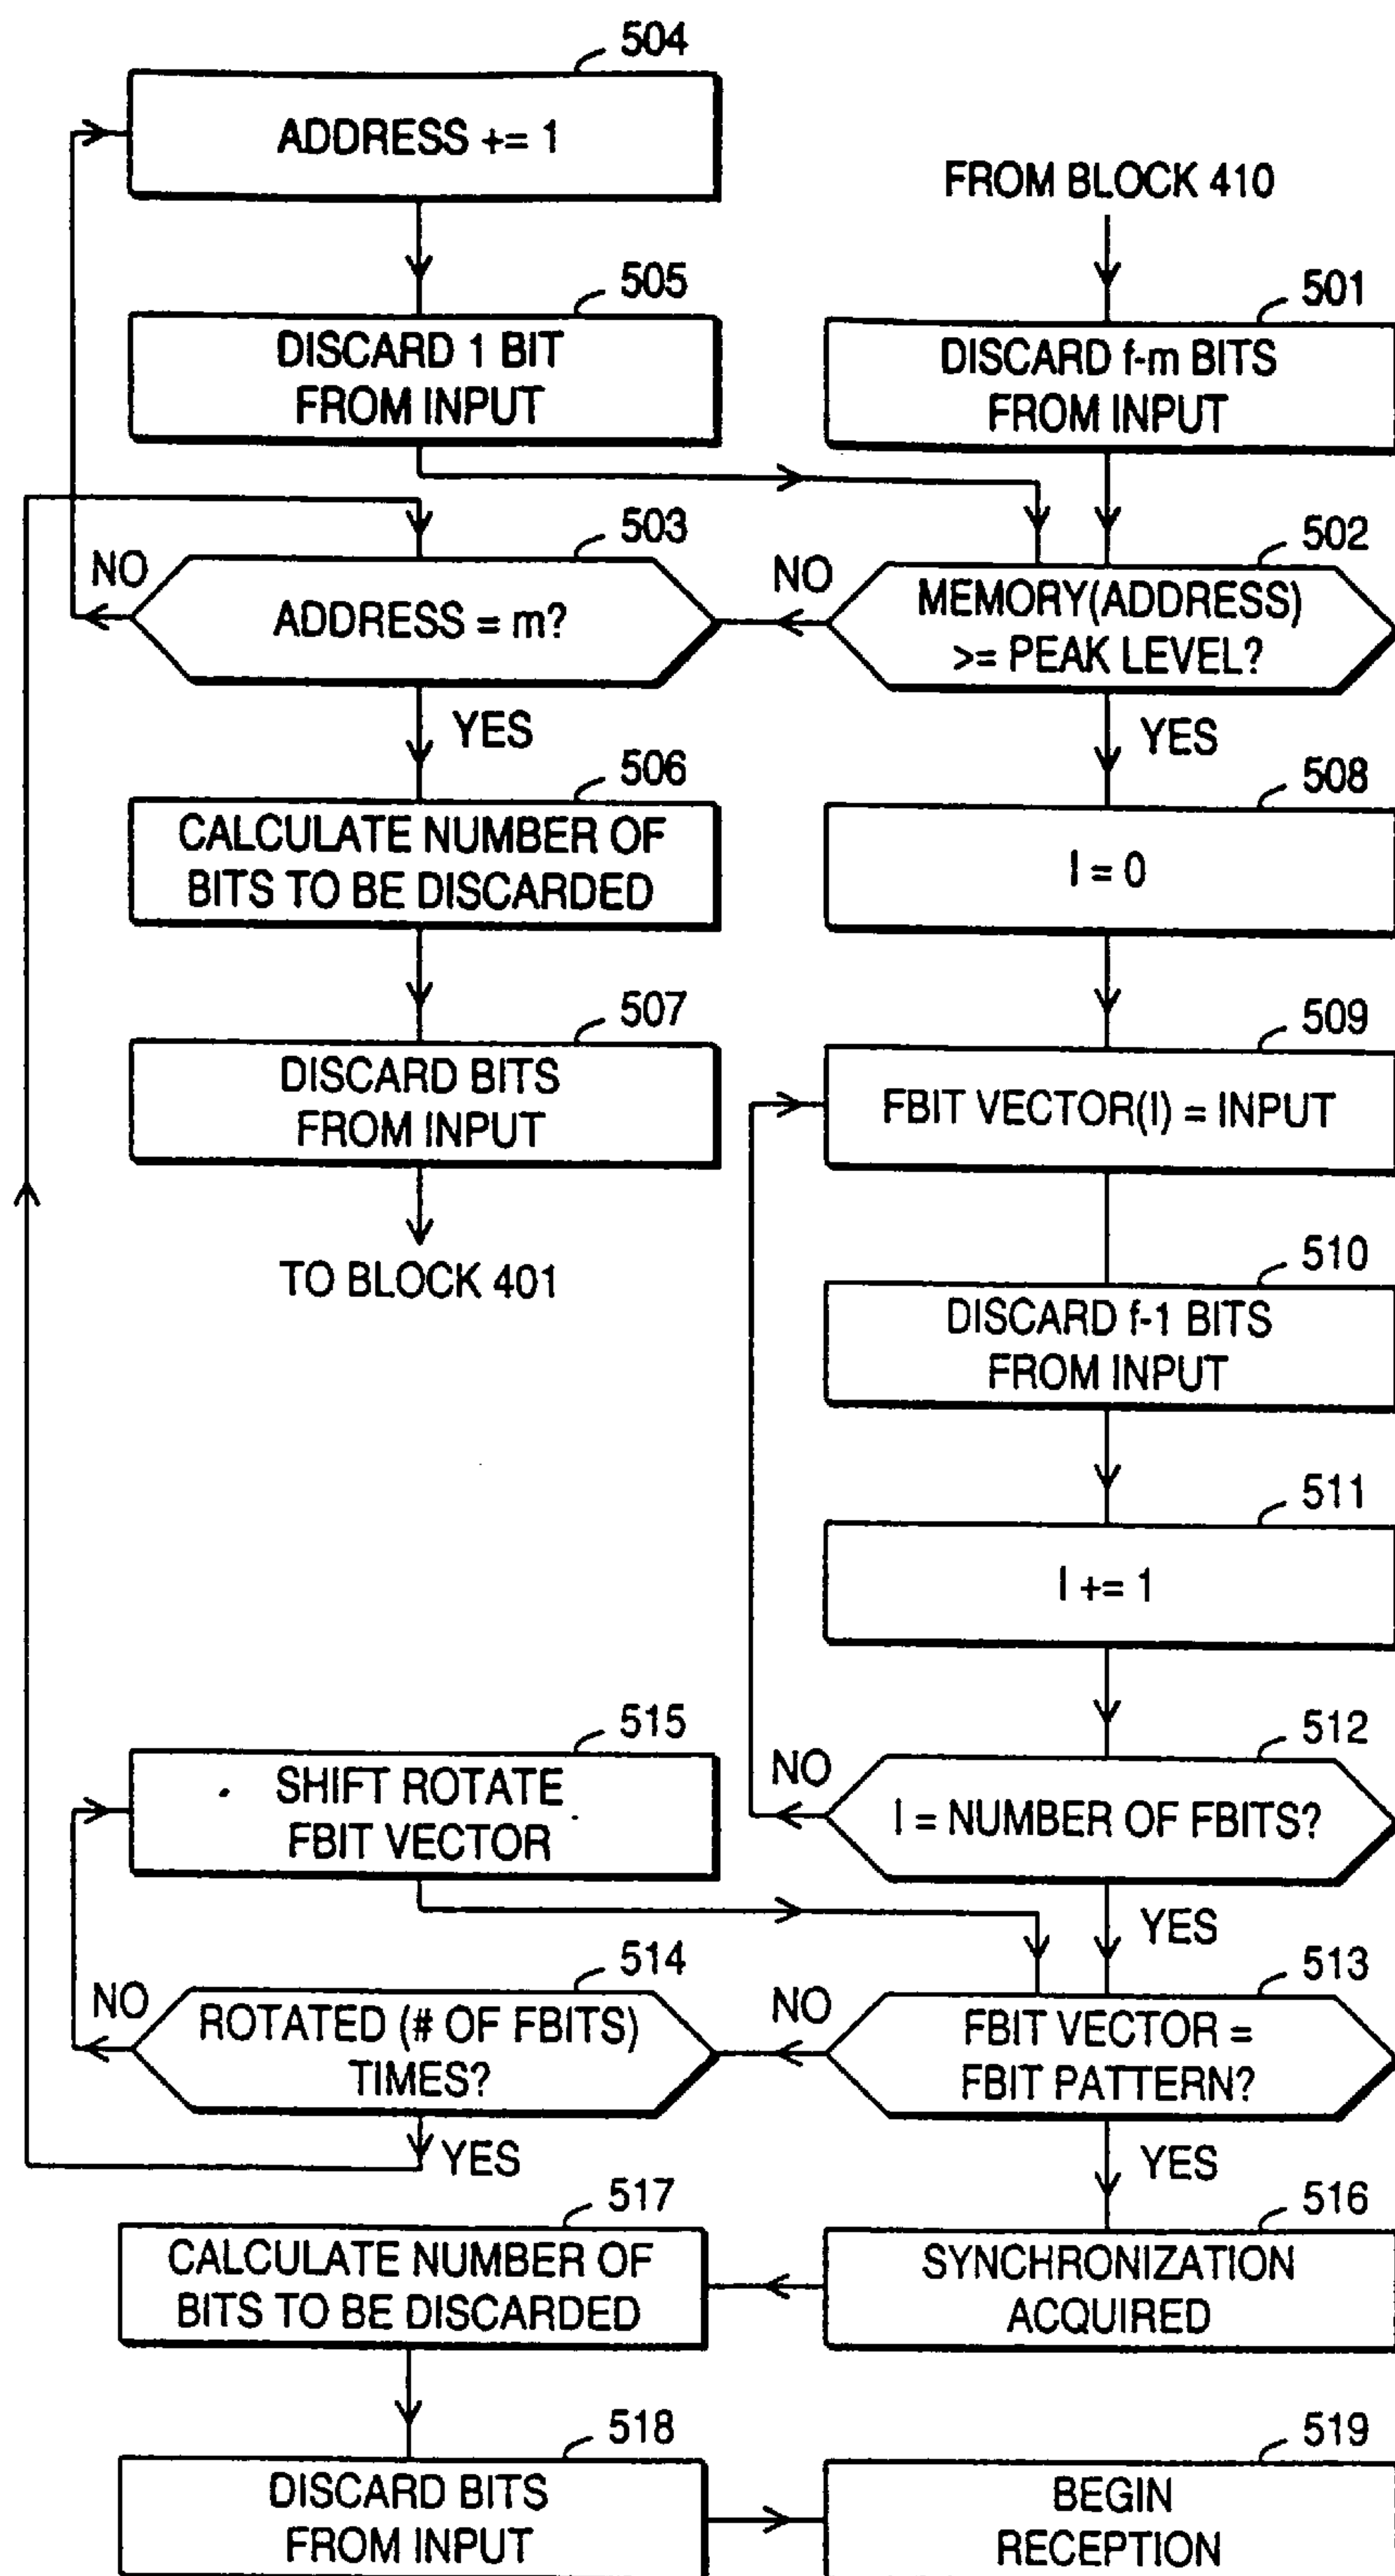 504
ADDRESS += 1
FROM BLOCK 410
505
DISCARD 1 BIT
FROM INPUT
501
DISCARD f-m BITS
FROM INPUT
503
NO
ADDRESS = m?
YES
502
NO
MEMORY(ADDRESS)
>= PEAK LEVEL?
YES
506
CALCULATE NUMBER OF
BITS TO BE DISCARDED
508
I = 0
507
DISCARD BITS
FROM INPUT
TO BLOCK 401
509
FBIT VECTOR(I) = INPUT
510
DISCARD f-1 BITS
FROM INPUT
511
I += 1
515
SHIFT ROTATE
FBIT VECTOR
512
NO
I = NUMBER OF FBITS?
YES
514
NO
ROTATED (# OF FBITS)
TIMES?
YES
513
NO
FBIT VECTOR =
FBIT PATTERN?
YES
517
CALCULATE NUMBER OF
BITS TO BE DISCARDED
516
SYNCHRONIZATION
ACQUIRED
518
DISCARD BITS
FROM INPUT
519
BEGIN
RECEPTION